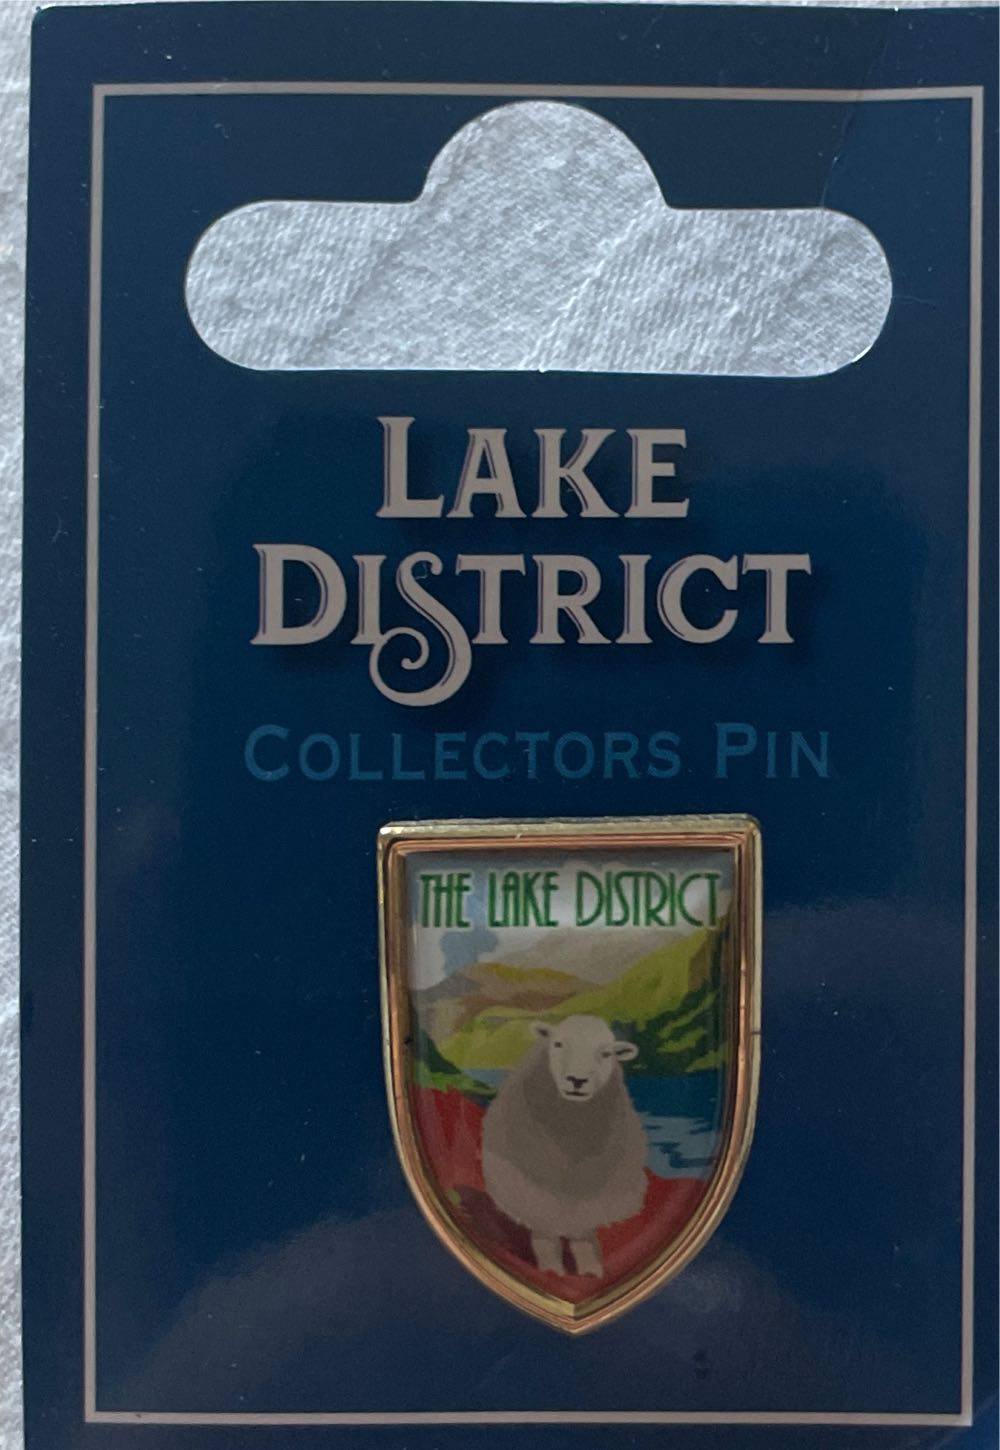 LAKE
DISTRICT
COLLECTORS PIN
THE LAKE DISTRICT